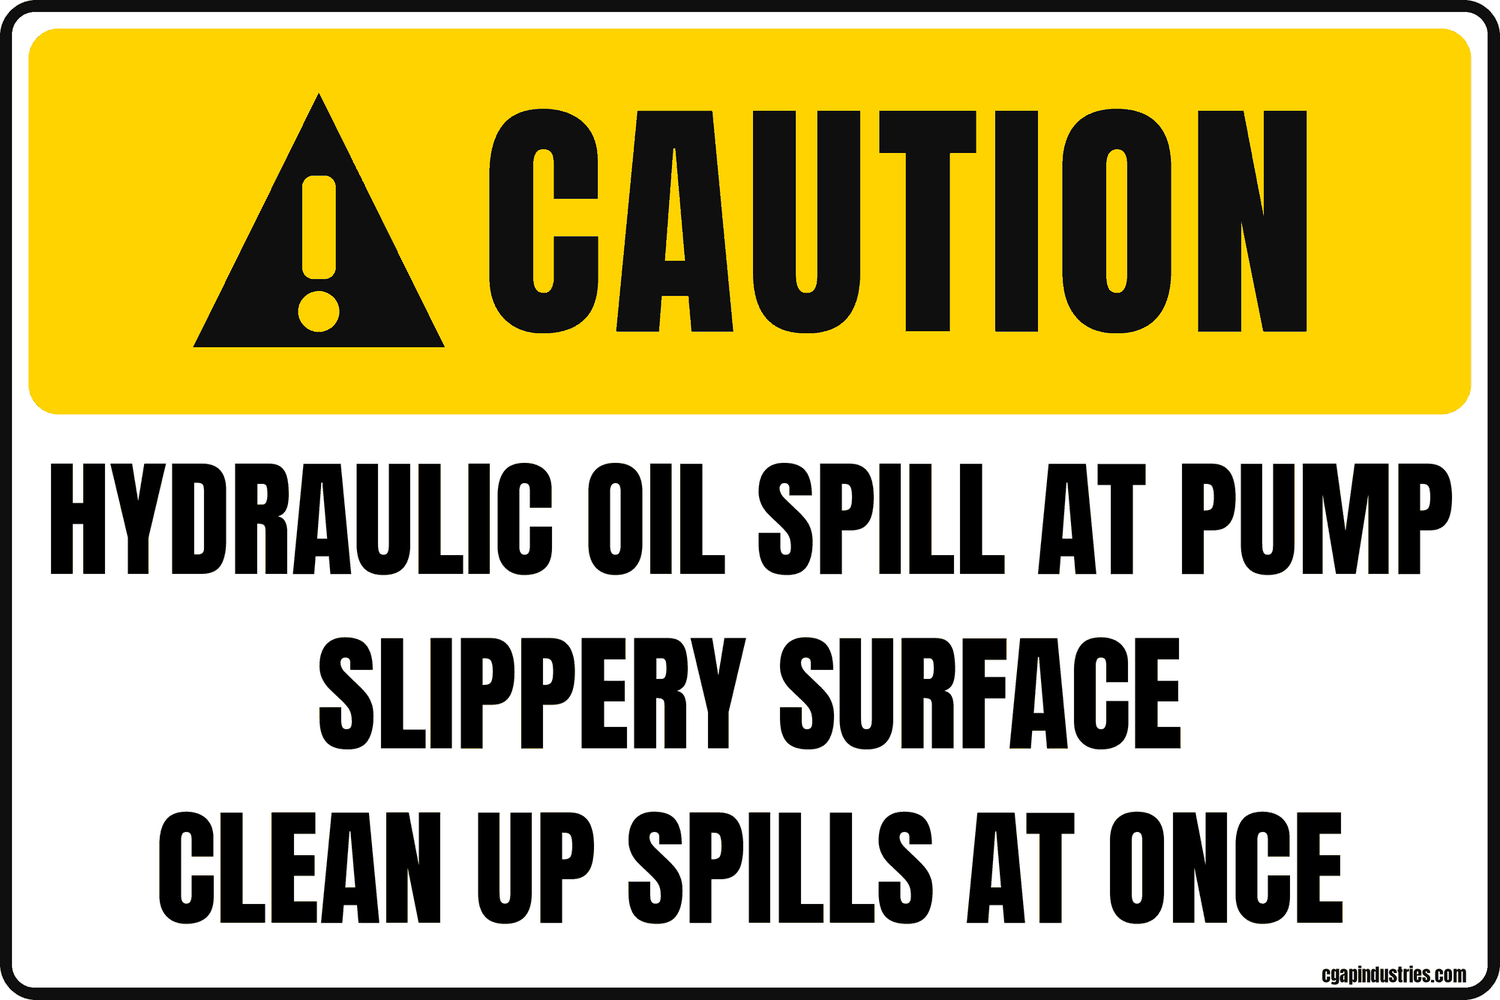 CAUTION
HYDRAULIC OIL SPILL AT PUMP
SLIPPERY SURFACE
CLEAN UP SPILLS AT ONCE
cgapindustries.com